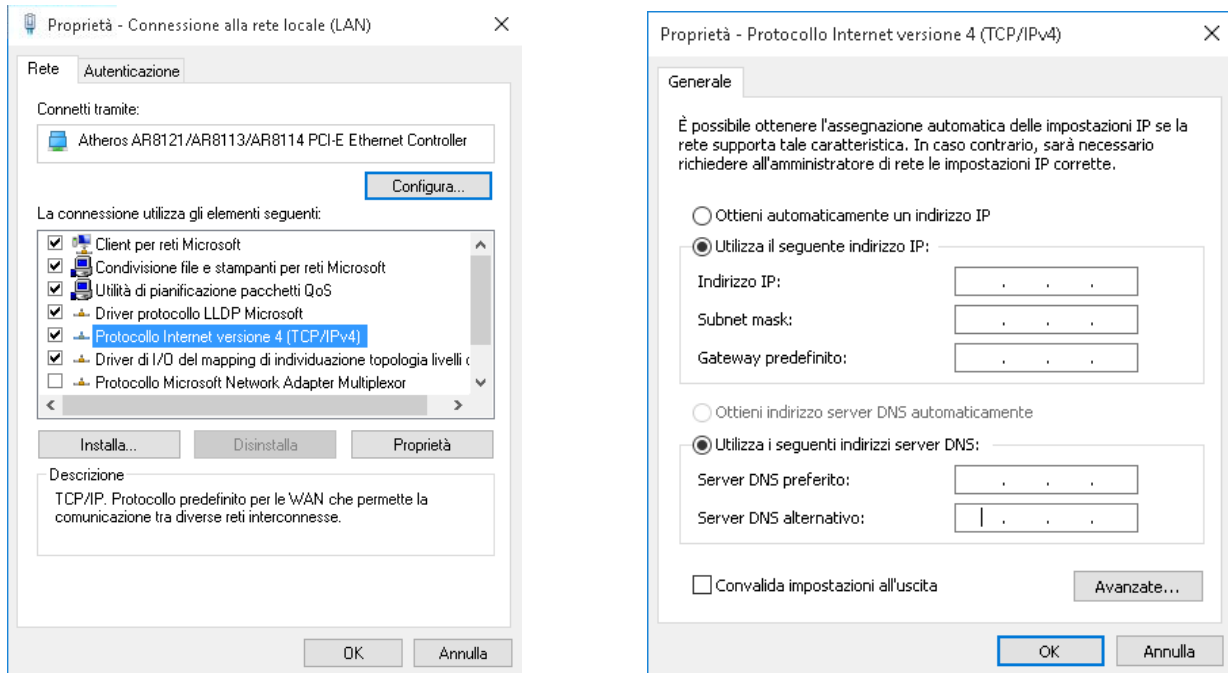 Proprietà - Connessione alla rete locale (LAN)
Rete
Autenticazione
Connetti tramite:
Atheros AR8121/AR8113/AR8114 PCI-E Ethernet Controller
Configura...
La connessione utilizza gli elementi seguenti:
Client per reti Microsoft
Condivisione file e stampanti per reti Microsoft
Utilità di pianificazione pacchetti QoS
Driver protocollo LLDP Microsoft
Protocollo Internet versione 4 (TCP/IPv4)
Driver di I/O del mapping di individuazione topologia livelli
Protocollo Microsoft Network Adapter Multiplexor
Installa...
Disinstalla
Proprietà
Descrizione
TCP/IP. Protocollo predefinito per le WAN che permette la
comunicazione tra diverse reti interconnesse.
OK
Annulla
Proprietà - Protocollo Internet versione 4 (TCP/IPv4)
Generale
È possibile ottenere l'assegnazione automatica delle impostazioni IP se la
rete supporta tale caratteristica. In caso contrario, sarà necessario
richiedere all'amministratore di rete le impostazioni IP corrette.
Ottieni automaticamente un indirizzo IP
Utilizza il seguente indirizzo IP:
Indirizzo IP:
Subnet mask:
Gateway predefinito:
Ottieni indirizzo server DNS automaticamente
Utilizza i seguenti indirizzi server DNS:
Server DNS preferito:
Server DNS alternativo:
Convalida impostazioni all'uscita
Avanzate...
OK
Annulla